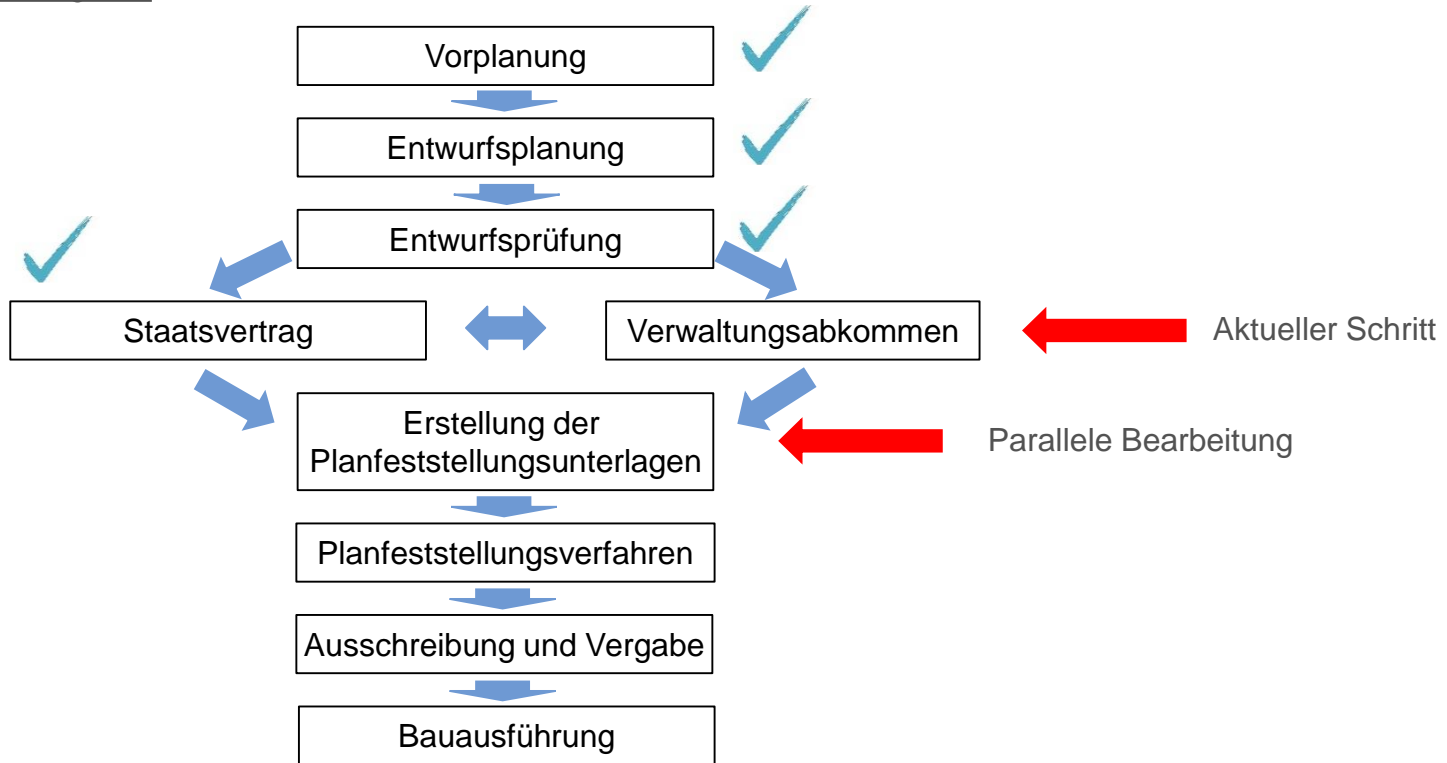 Vorplanung
Entwurfsplanung
Entwurfsprüfung
Staatsvertrag
Verwaltungsabkommen
Aktueller Schritt
Erstellung der
Planfeststellungsunterlagen
Parallele Bearbeitung
Planfeststellungsverfahren
Ausschreibung und Vergabe
Bauausführung